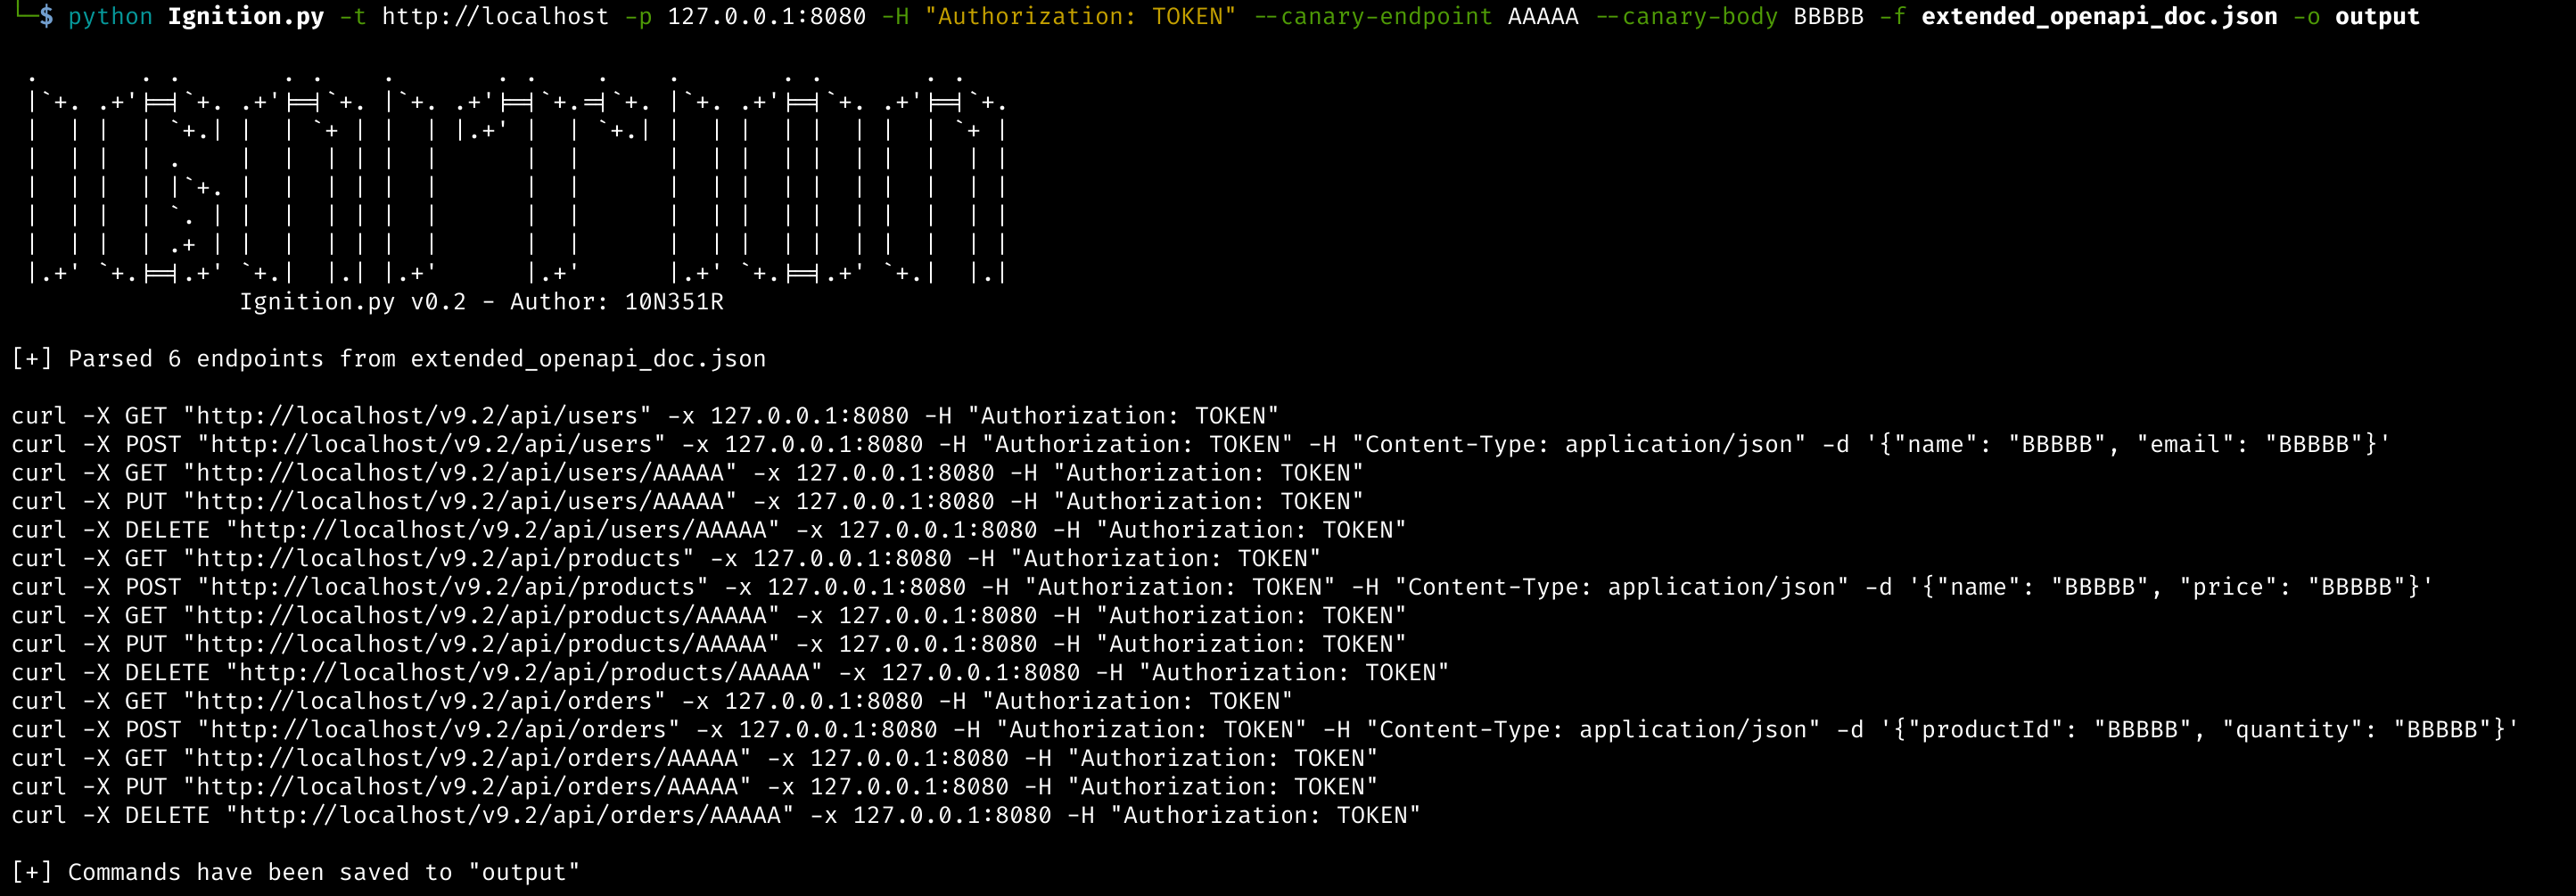 └─$ python Ignition.py -t http://localhost -p 127.0.0.1:8080 -H "Authorization: TOKEN" --canary-endpoint AAAAA --canary-body BBBBB -f extended_openapi_doc.json -o output
Ignition.py v0.2 - Author: 10N351R
[+] Parsed 6 endpoints from extended_openapi_doc.json
curl -X GET "http://localhost/v9.2/api/users" -x 127.0.0.1:8080 -H "Authorization: TOKEN"
curl -X POST "http://localhost/v9.2/api/users" -x 127.0.0.1:8080 -H "Authorization: TOKEN" -H "Content-Type: application/json" -d '{"name": "BBBBB", "email": "BBBBB"}'
curl -X GET "http://localhost/v9.2/api/users/AAAAA" -x 127.0.0.1:8080 -H "Authorization: TOKEN"
curl -X PUT "http://localhost/v9.2/api/users/AAAAA" -x 127.0.0.1:8080 -H "Authorization: TOKEN"
curl -X DELETE "http://localhost/v9.2/api/users/AAAAA" -x 127.0.0.1:8080 -H "Authorization: TOKEN"
curl -X GET "http://localhost/v9.2/api/products" -x 127.0.0.1:8080 -H "Authorization: TOKEN"
curl -X POST "http://localhost/v9.2/api/products" -x 127.0.0.1:8080 -H "Authorization: TOKEN" -H "Content-Type: application/json" -d '{"name": "BBBBB", "price": "BBBBB"}'
curl -X GET "http://localhost/v9.2/api/products/AAAAA" -x 127.0.0.1:8080 -H "Authorization: TOKEN"
curl -X PUT "http://localhost/v9.2/api/products/AAAAA" -x 127.0.0.1:8080 -H "Authorization: TOKEN"
curl -X DELETE "http://localhost/v9.2/api/products/AAAAA" -x 127.0.0.1:8080 -H "Authorization: TOKEN"
curl -X GET "http://localhost/v9.2/api/orders" -x 127.0.0.1:8080 -H "Authorization: TOKEN"
curl -X POST "http://localhost/v9.2/api/orders" -x 127.0.0.1:8080 -H "Authorization: TOKEN" -H "Content-Type: application/json" -d '{"productId": "BBBBB", "quantity": "BBBBB"}'
curl -X GET "http://localhost/v9.2/api/orders/AAAAA" -x 127.0.0.1:8080 -H "Authorization: TOKEN"
curl -X PUT "http://localhost/v9.2/api/orders/AAAAA" -x 127.0.0.1:8080 -H "Authorization: TOKEN"
curl -X DELETE "http://localhost/v9.2/api/orders/AAAAA" -x 127.0.0.1:8080 -H "Authorization: TOKEN"
[+] Commands have been saved to "output"